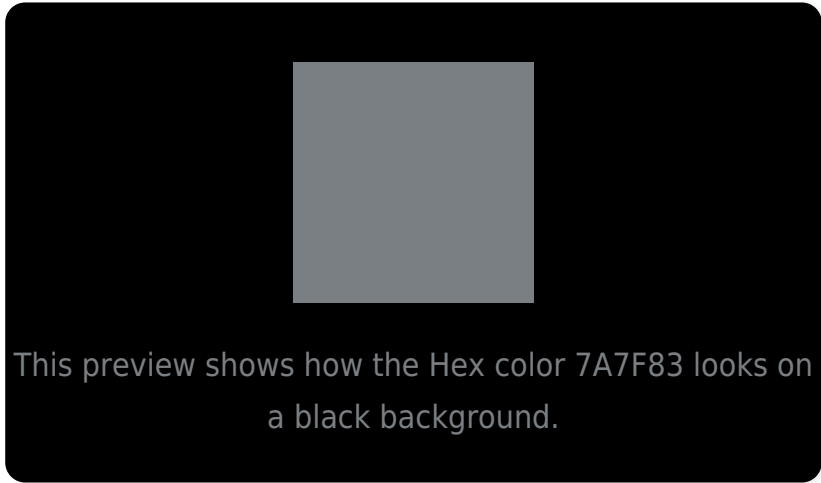 This preview shows how the Hex color 7A7F83 looks on
a black background.